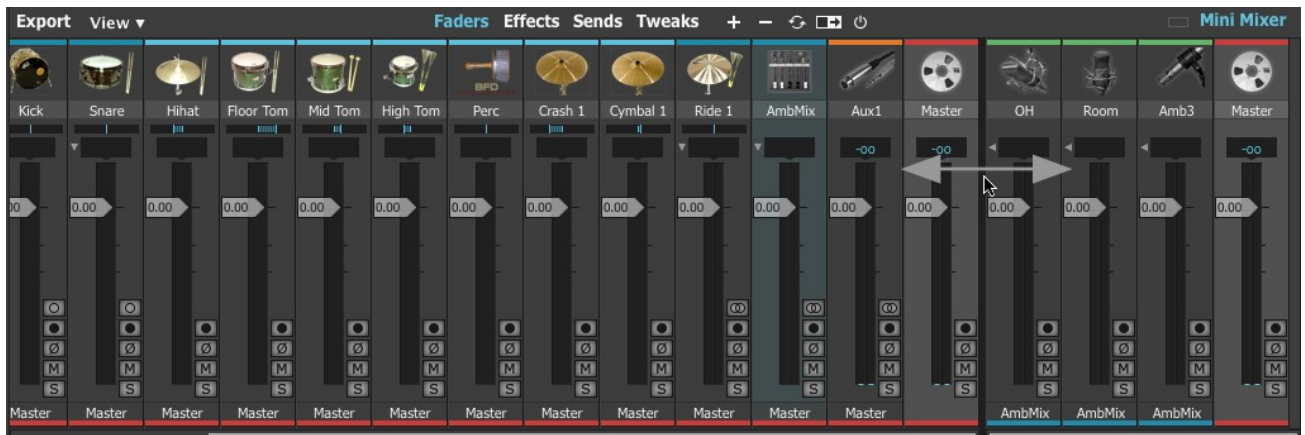 Export View ▼ Faders Effects Sends Tweaks + − Mini Mixer
BFD
Kick Snare Hihat Floor Tom Mid Tom High Tom Perc Crash 1 Cymbal 1 Ride 1 AmbMix Aux1 Master OH Room Amb3 Master
-oo -oo -oo
0.00 0.00 0.00 0.00 0.00 0.00 0.00 0.00 0.00 0.00 0.00 0.00 0.00 0.00 0.00 0.00
Ø Ø Ø Ø Ø Ø Ø Ø Ø Ø Ø Ø Ø Ø Ø Ø Ø
M M M M M M M M M M M M M M M M M
S S S S S S S S S S S S S S S S S
Master Master Master Master Master Master Master Master Master Master Master Master AmbMix AmbMix AmbMix